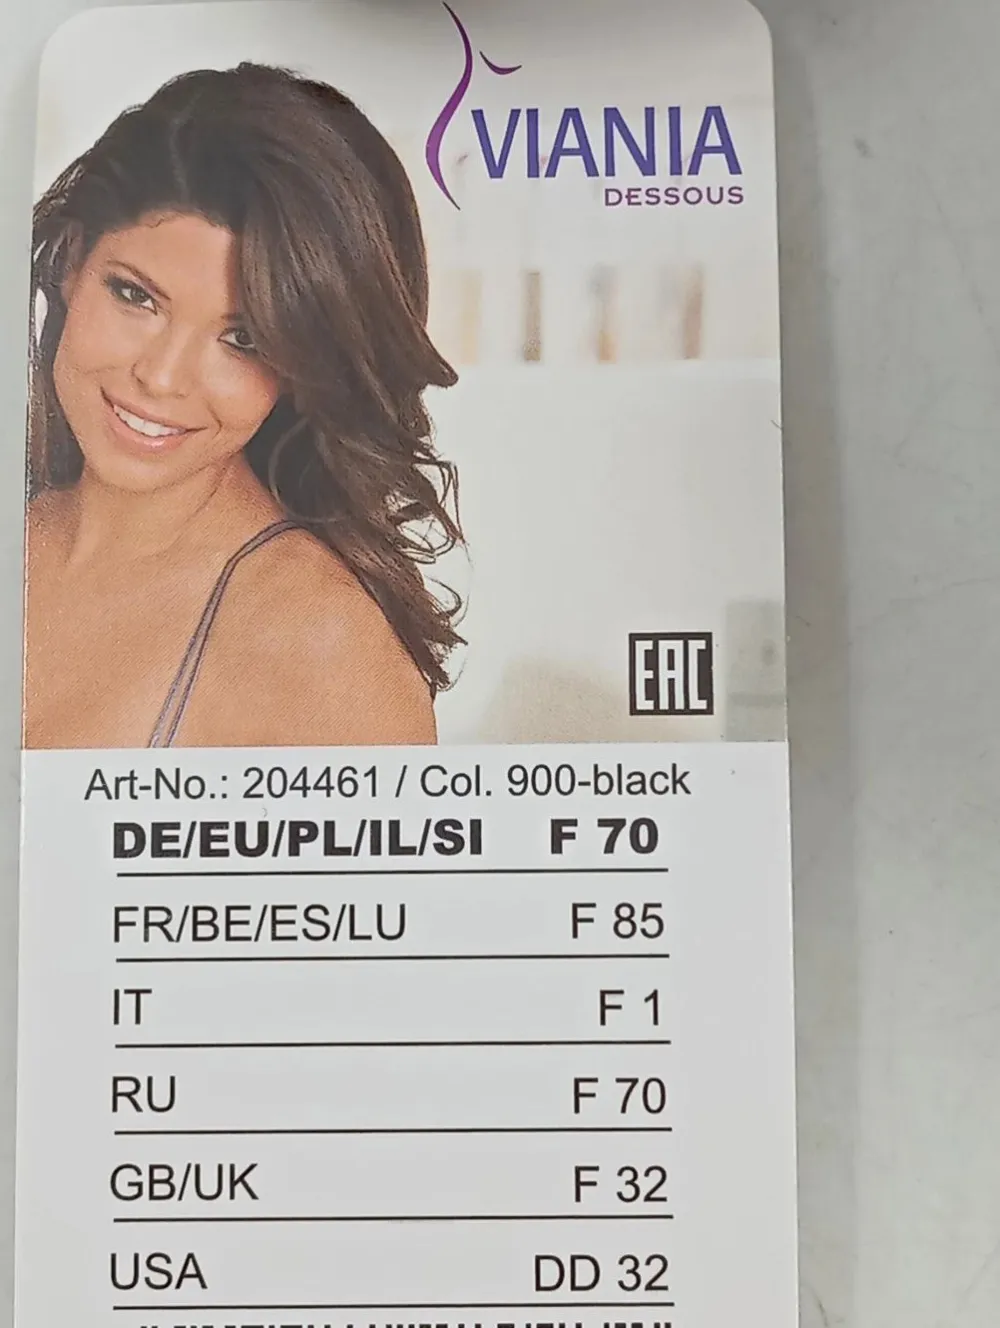 VIANIA
DESSOUS
EAC
Art-No.: 204461 / Col. 900-black
DE/EU/PL/IL/SI F 70
FR/BE/ES/LU F 85
IT F 1
RU F 70
GB/UK F 32
USA DD 32